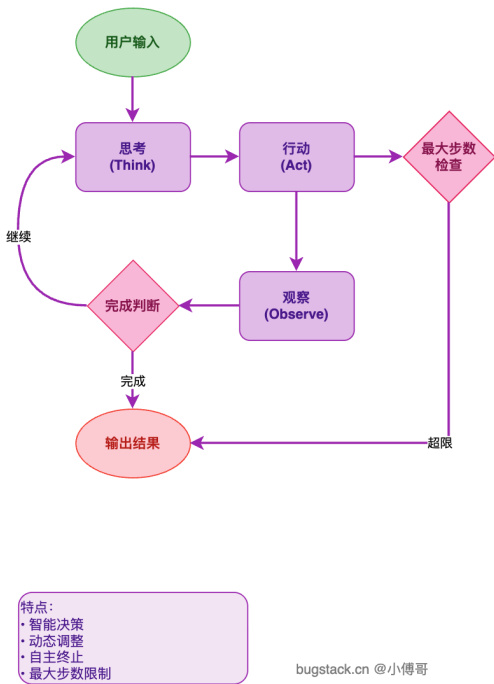 用户输入
思考
(Think)
行动
(Act)
最大步数
检查
继续
完成判断
观察
(Observe)
完成
输出结果
超限
特点:
• 智能决策
• 动态调整
• 自主终止
• 最大步数限制
bugstack.cn @小傅哥